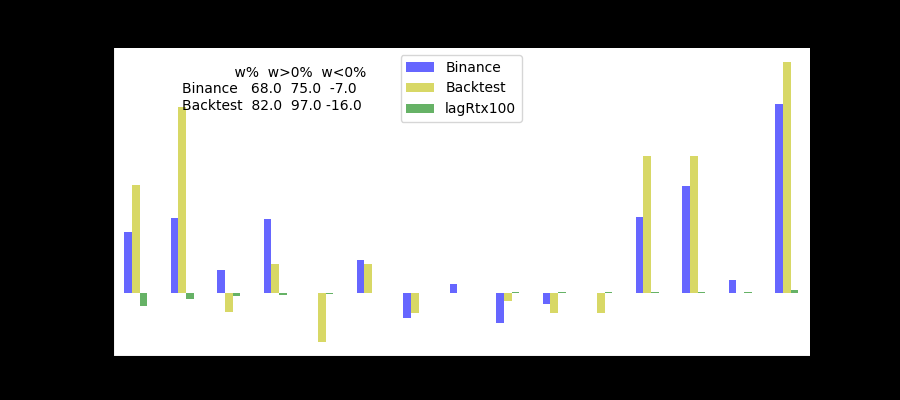 w%  w>0%  w<0%
Binance   68.0  75.0  -7.0
Backtest  82.0  97.0 -16.0
Binance
Backtest
lagRtx100